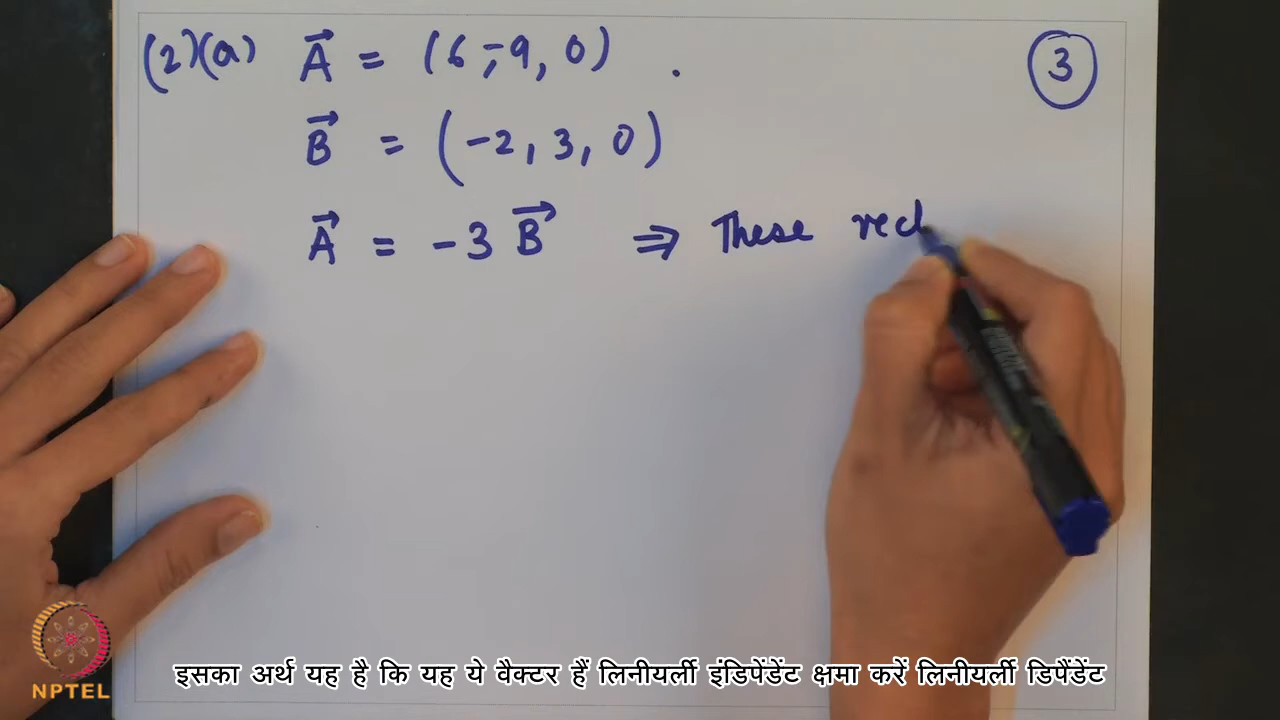 (2)(a) A⃗ = (6, -9, 0) .
③
B⃗ = (-2, 3, 0)
A⃗ = -3 B⃗ ⇒ These vect
NPTEL
इसका अर्थ यह है कि यह ये वैक्टर हैं लिनीयर्ली इंडिपेंडेंट क्षमा करें लिनीयर्ली डिपैंडेंट